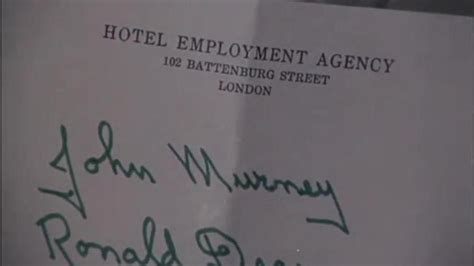 HOTEL EMPLOYMENT AGENCY
102 BATTENBURG STREET
LONDON
John Murney
Ronald